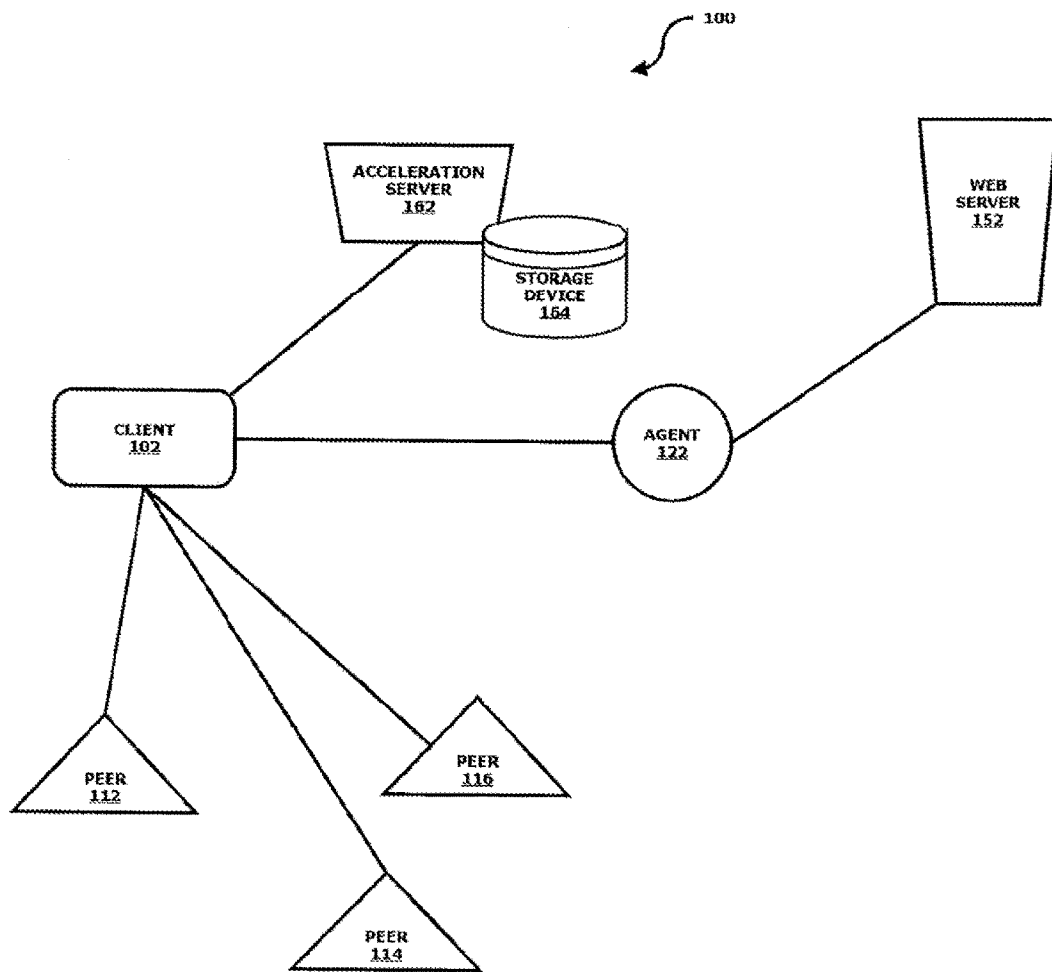 100
ACCELERATION
SERVER
162
STORAGE
DEVICE
164
WEB
SERVER
152
CLIENT
102
AGENT
122
PEER
112
PEER
116
PEER
114